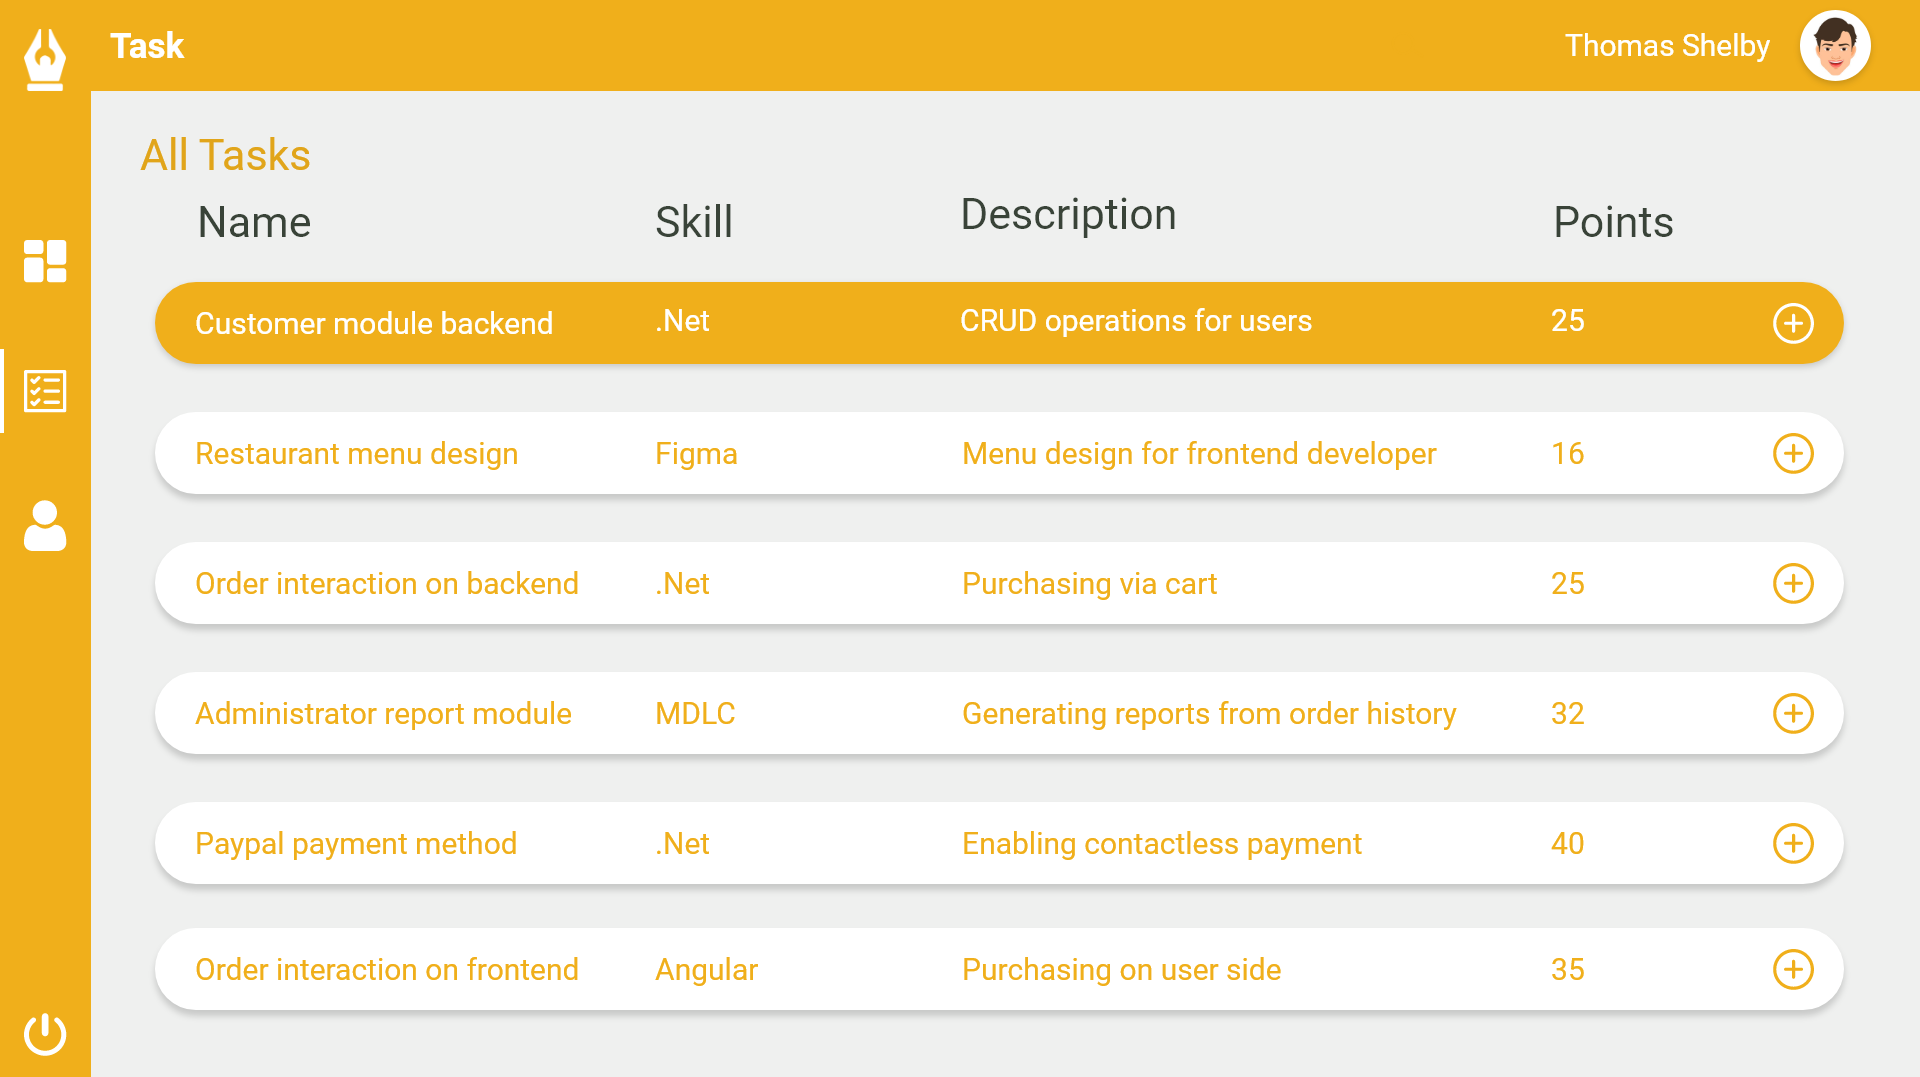 Task
Thomas Shelby
All Tasks
Name Skill Description Points
Customer module backend .Net CRUD operations for users 25
Restaurant menu design Figma Menu design for frontend developer 16
Order interaction on backend .Net Purchasing via cart 25
Administrator report module MDLC Generating reports from order history 32
Paypal payment method .Net Enabling contactless payment 40
Order interaction on frontend Angular Purchasing on user side 35